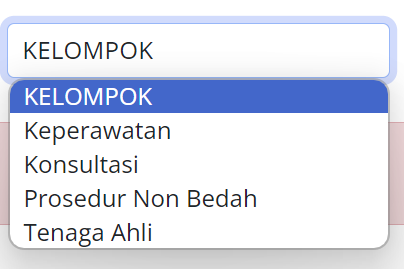 KELOMPOK
KELOMPOK
Keperawatan
Konsultasi
Prosedur Non Bedah
Tenaga Ahli